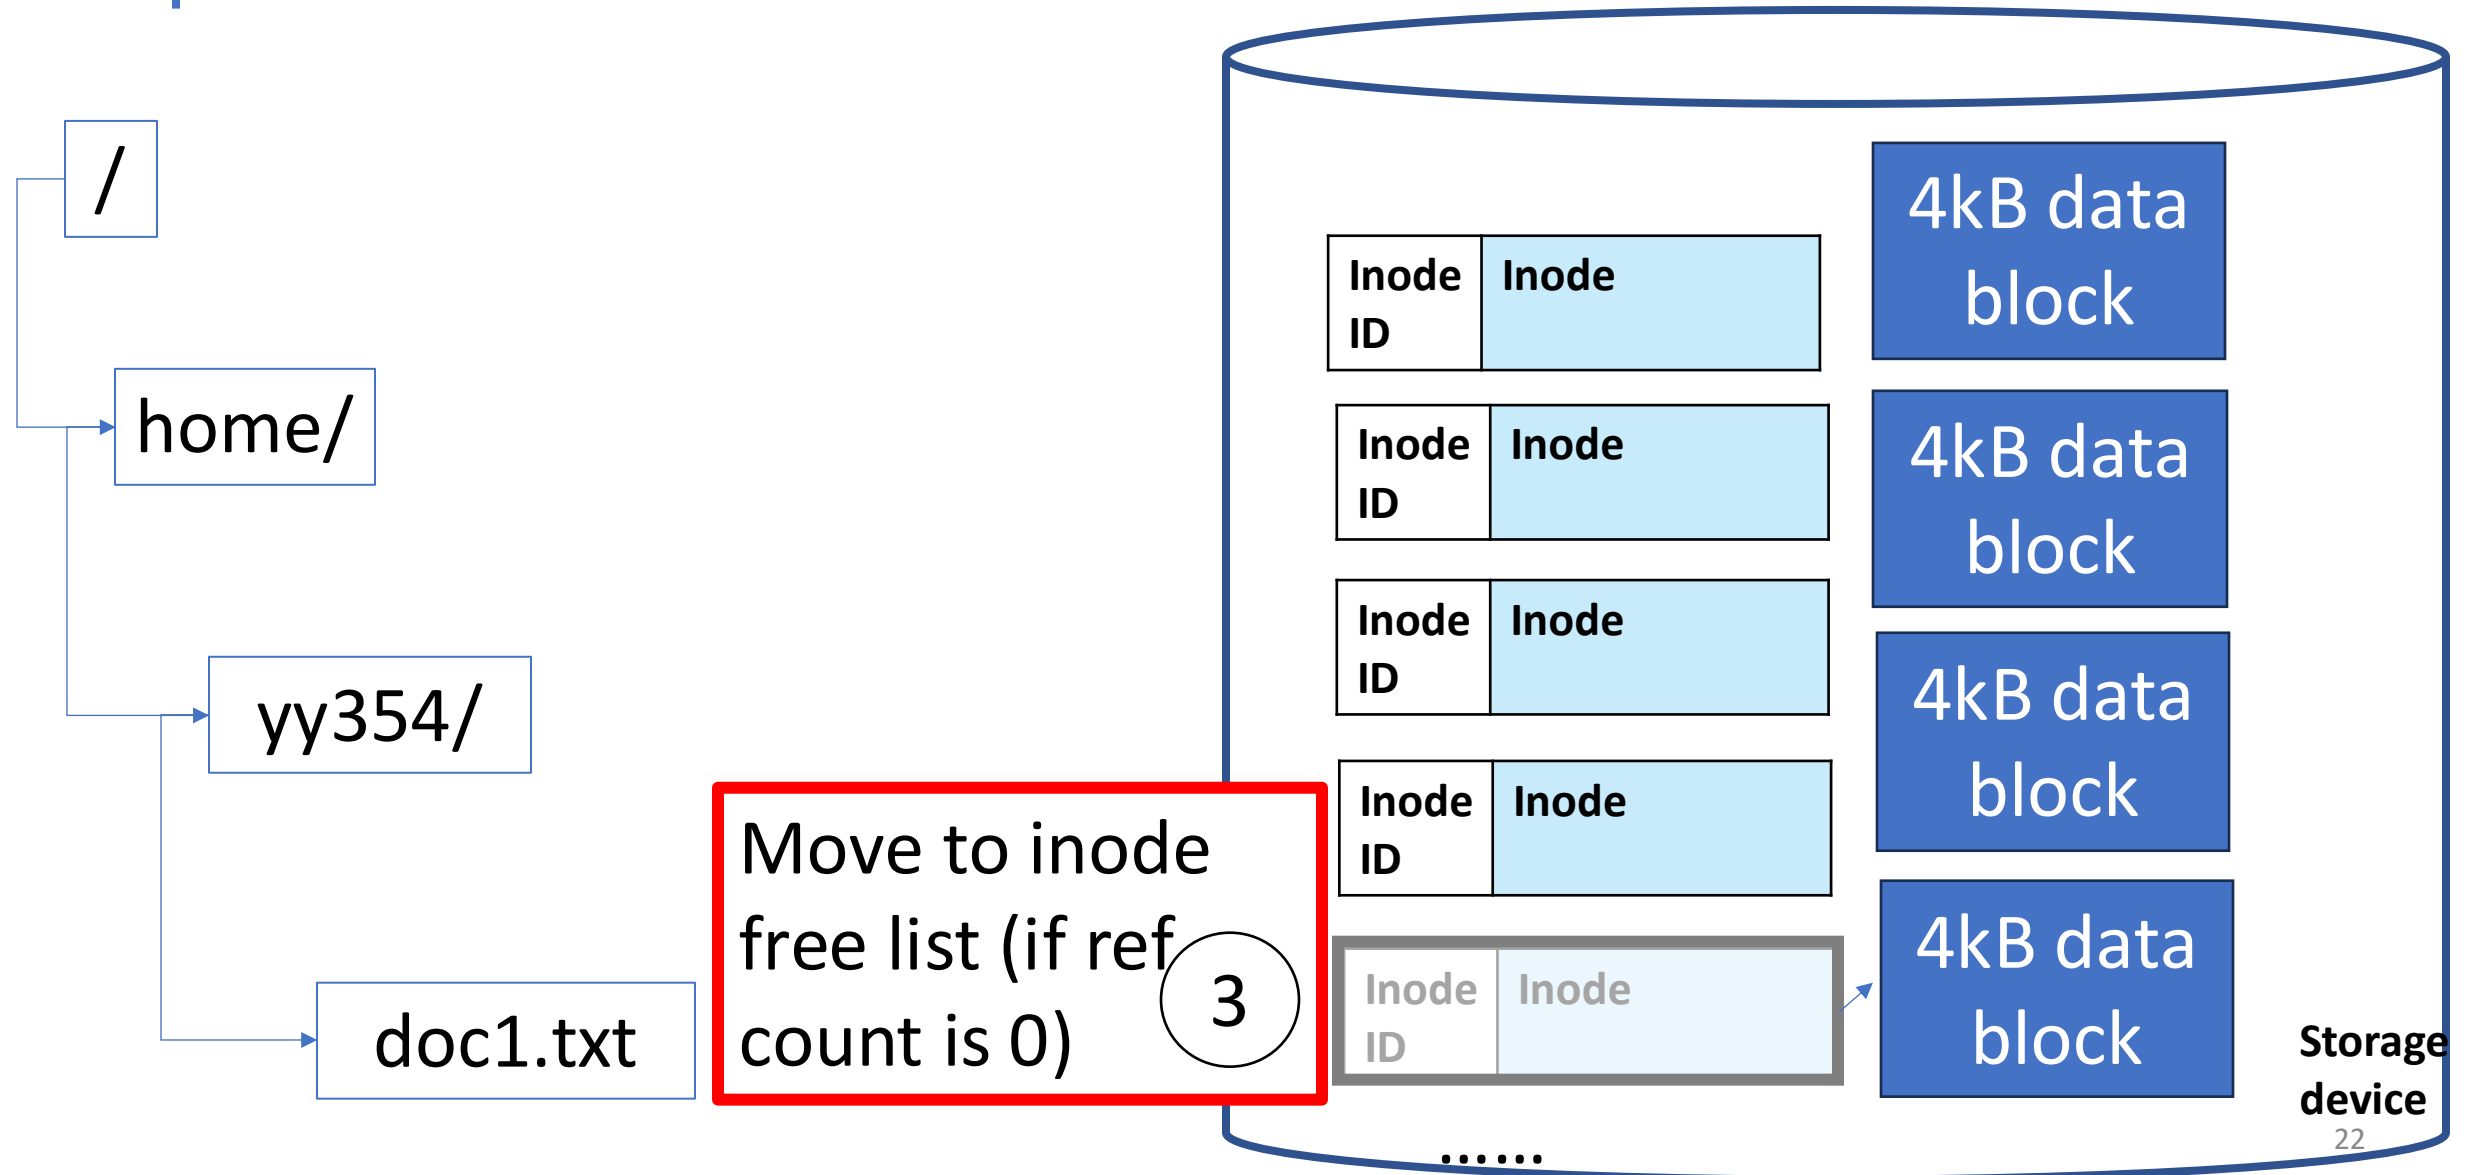 /
home/
yy354/
doc1.txt
Move to inode
free list (if ref
count is 0)
3
Inode
ID
Inode
Inode
ID
Inode
Inode
ID
Inode
Inode
ID
Inode
Inode
ID
Inode
4kB data
block
4kB data
block
4kB data
block
4kB data
block
Storage
device
......
22